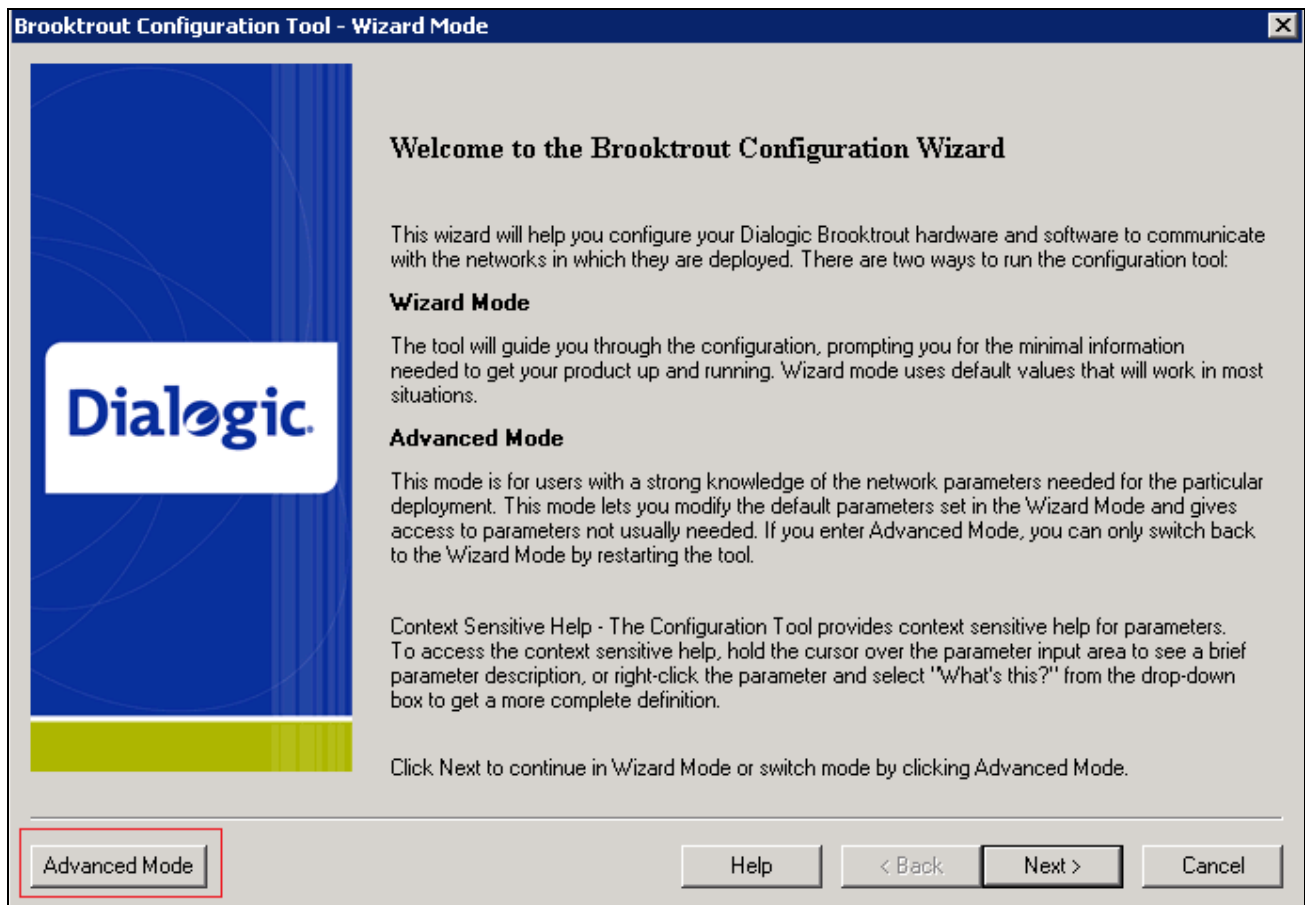 Brooktrout Configuration Tool - Wizard Mode
Dialogic.
Welcome to the Brooktrout Configuration Wizard
This wizard will help you configure your Dialogic Brooktrout hardware and software to communicate
with the networks in which they are deployed. There are two ways to run the configuration tool:
Wizard Mode
The tool will guide you through the configuration, prompting you for the minimal information
needed to get your product up and running. Wizard mode uses default values that will work in most
situations.
Advanced Mode
This mode is for users with a strong knowledge of the network parameters needed for the particular
deployment. This mode lets you modify the default parameters set in the Wizard Mode and gives
access to parameters not usually needed. If you enter Advanced Mode, you can only switch back
to the Wizard Mode by restarting the tool.
Context Sensitive Help - The Configuration Tool provides context sensitive help for parameters.
To access the context sensitive help, hold the cursor over the parameter input area to see a brief
parameter description, or right-click the parameter and select "What's this?" from the drop-down
box to get a more complete definition.
Click Next to continue in Wizard Mode or switch mode by clicking Advanced Mode.
Advanced Mode
Help
< Back
Next >
Cancel